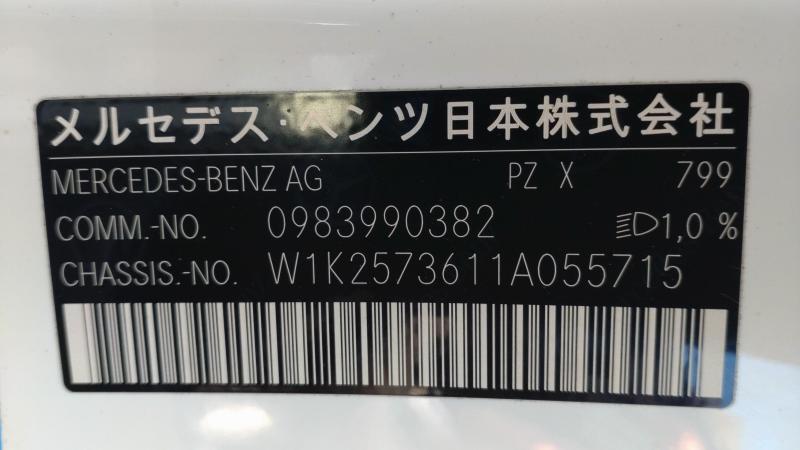 メルセデス・ベンツ日本株式会社
MERCEDES-BENZ AG PZ X 799
COMM.-NO. 0983990382 1,0 %
CHASSIS.-NO. W1K2573611A055715